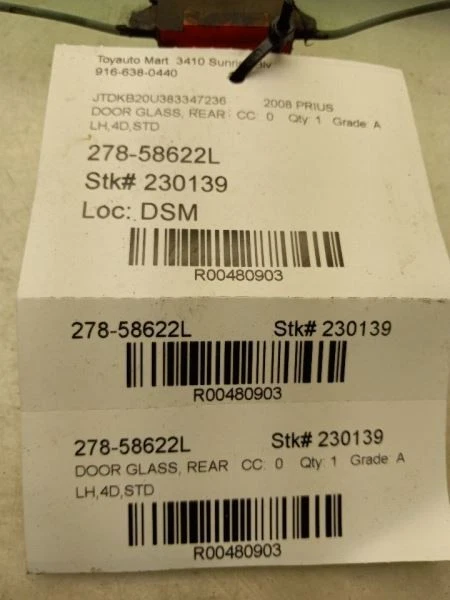 Toyauto Mart 3410 Sunri lv
916-638-0440
JTDKB20U383347236 2008 PRIUS
DOOR GLASS, REAR CC: 0 Qty: 1 Grade: A
LH,4D,STD
278-58622L
Stk# 230139
Loc: DSM
R00480903
278-58622L Stk# 230139
R00480903
278-58622L Stk# 230139
DOOR GLASS, REAR CC: 0 Qty: 1 Grade: A
LH,4D,STD
R00480903